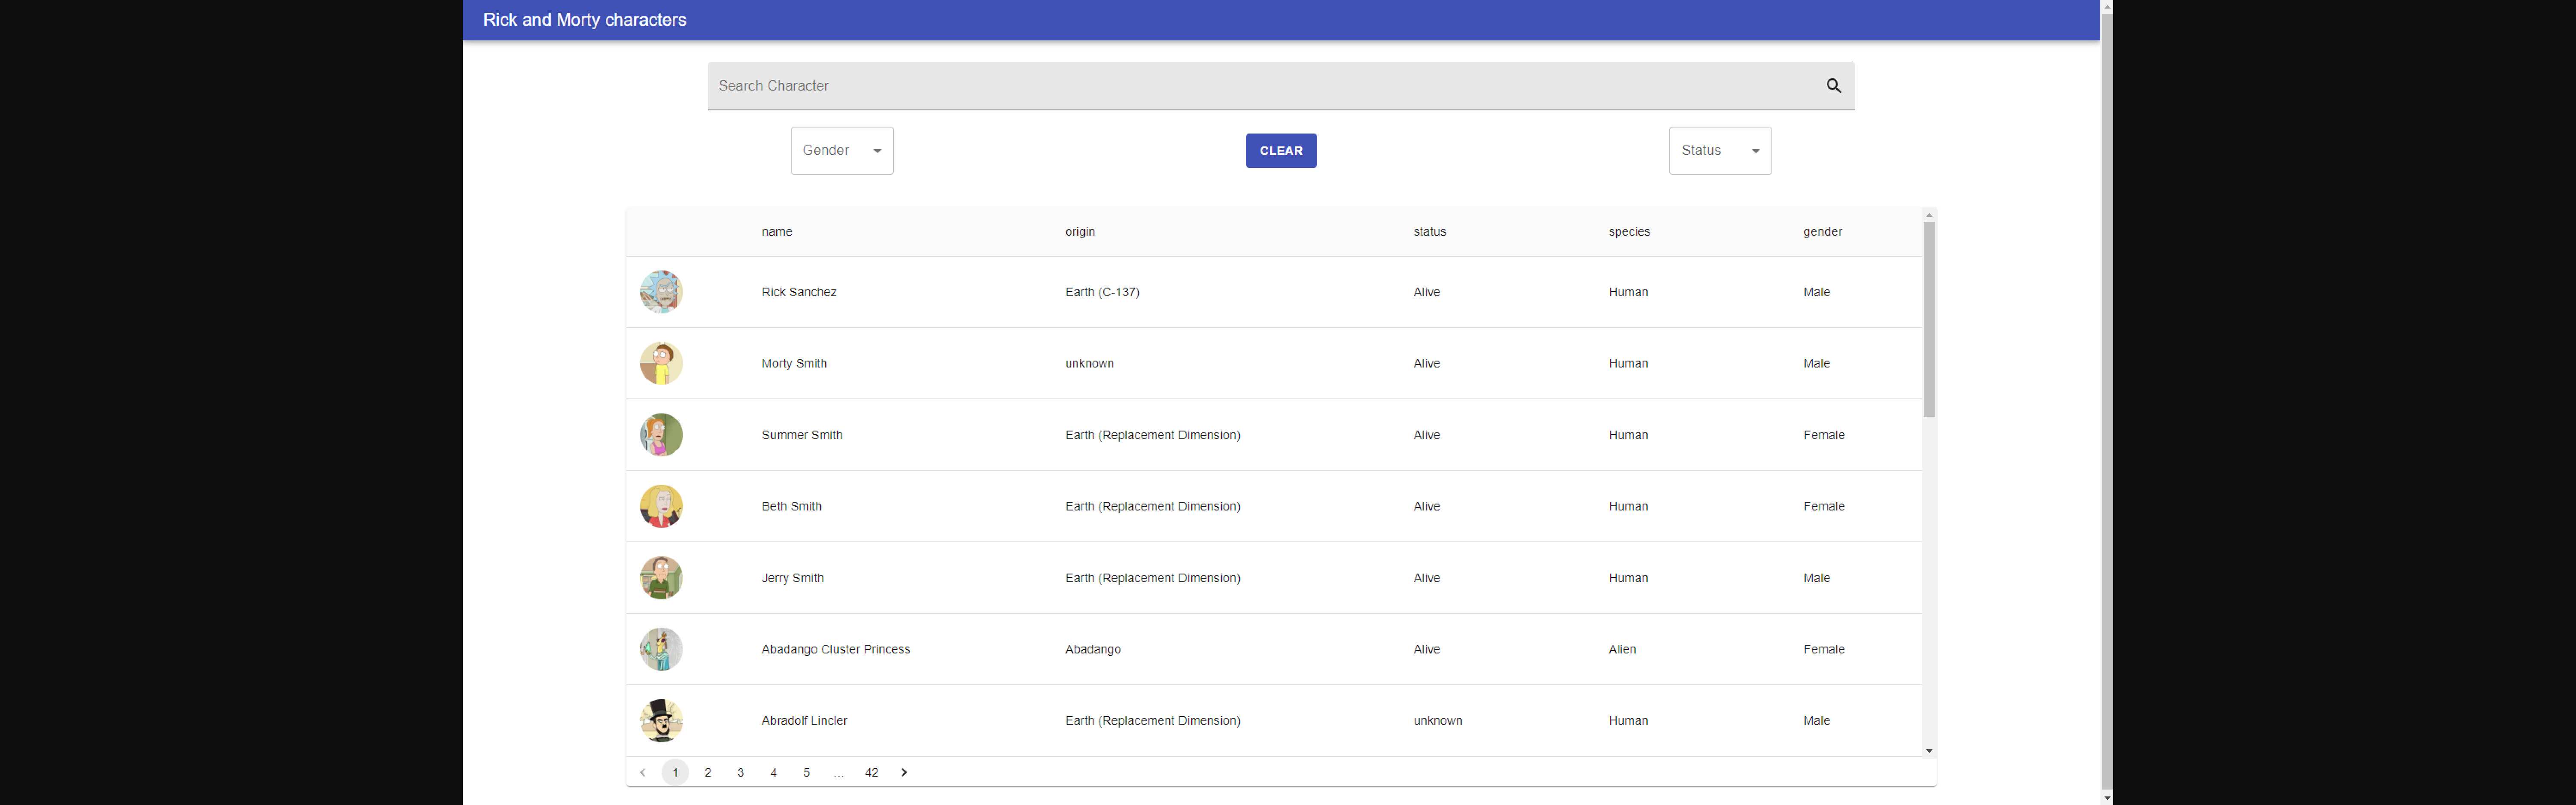 Rick and Morty characters
Search Character
Gender CLEAR Status
name origin status species gender
Rick Sanchez Earth (C-137) Alive Human Male
Morty Smith unknown Alive Human Male
Summer Smith Earth (Replacement Dimension) Alive Human Female
Beth Smith Earth (Replacement Dimension) Alive Human Female
Jerry Smith Earth (Replacement Dimension) Alive Human Male
Abadango Cluster Princess Abadango Alive Alien Female
Abradolf Lincler Earth (Replacement Dimension) unknown Human Male
1 2 3 4 5 ... 42